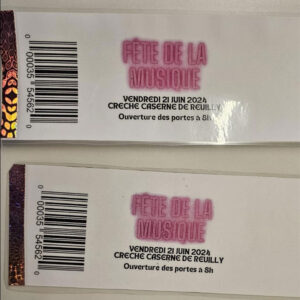 FÊTE DE LA
MUSIQUE
VENDREDI 21 JUIN 2024
CRECHE CASERNE DE REUILLY
Ouverture des portes à 8h
0 00035 54562 0
FÊTE DE LA
MUSIQUE
VENDREDI 21 JUIN 2024
CRECHE CASERNE DE REUILLY
Ouverture des portes à 8h
0 00035 54562 0